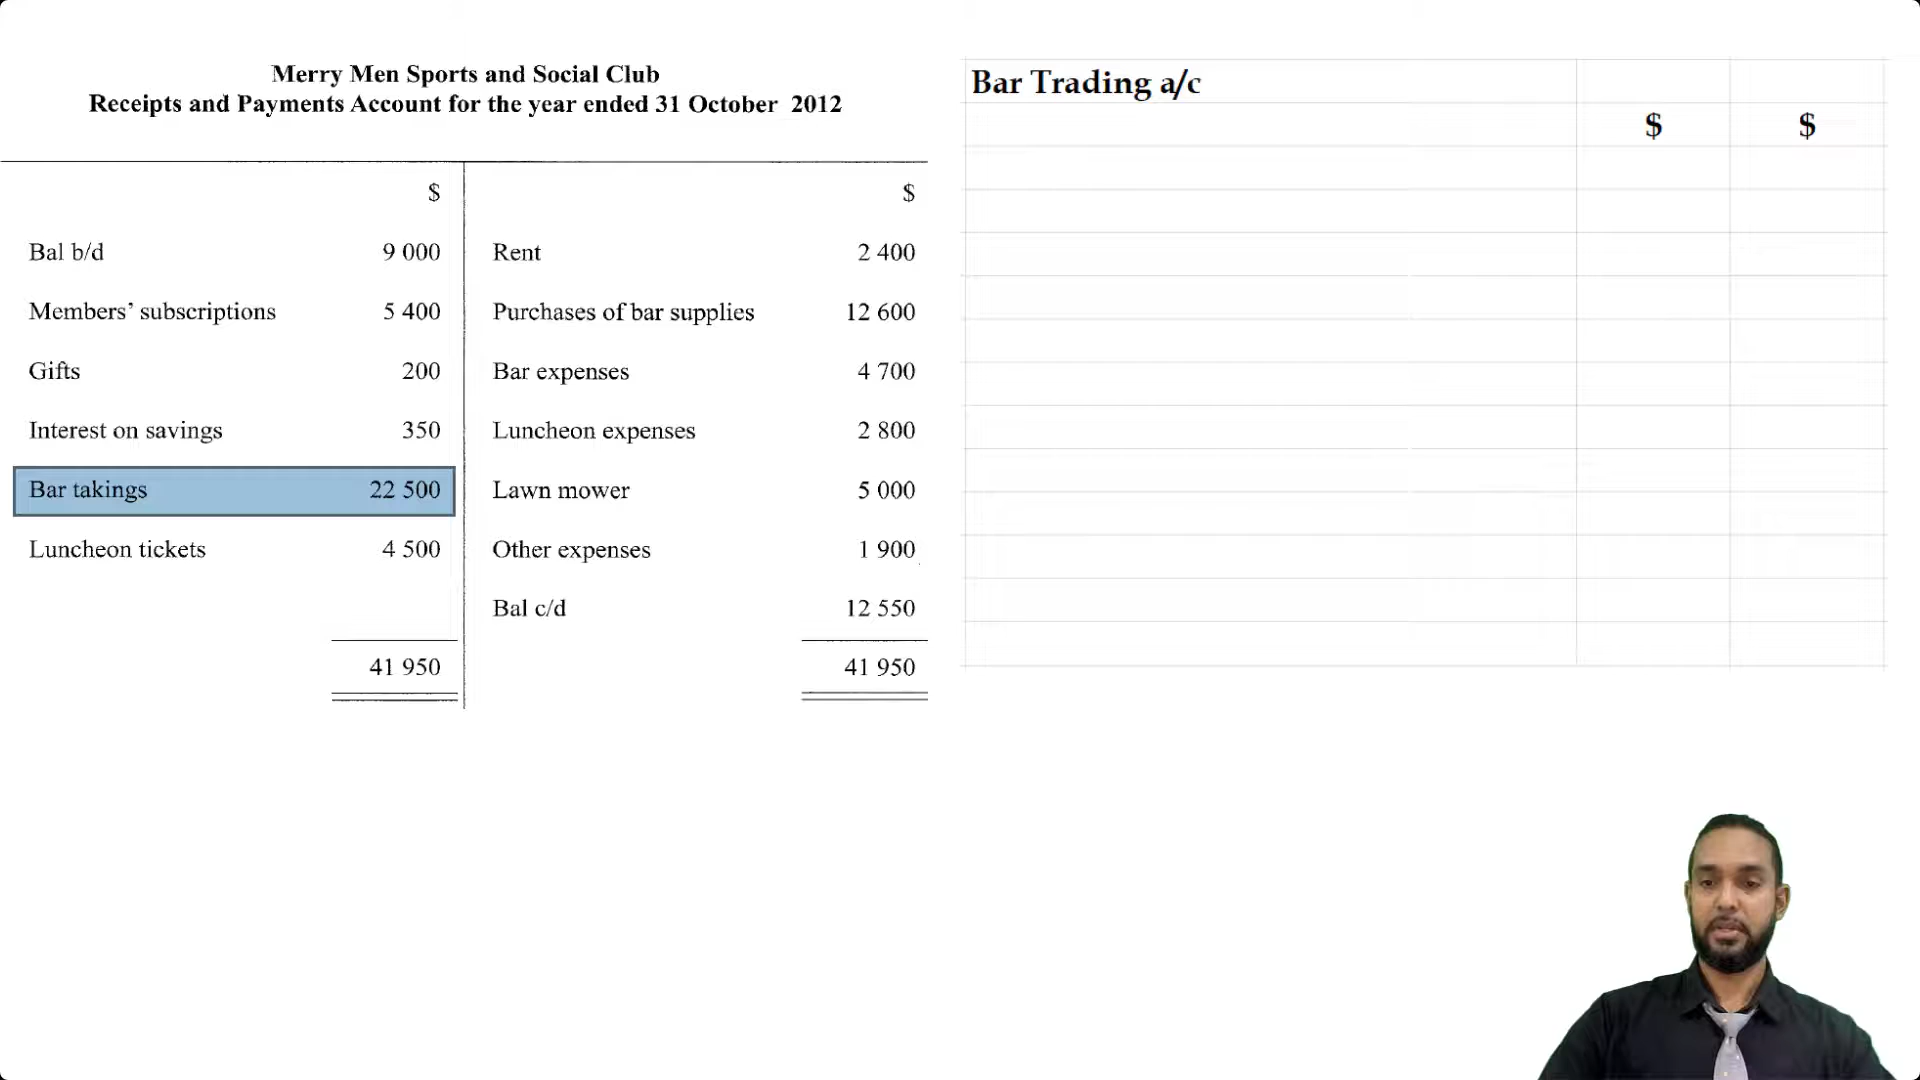 Merry Men Sports and Social Club
Receipts and Payments Account for the year ended 31 October 2012
$ $
Bal b/d 9 000 Rent 2 400
Members' subscriptions 5 400 Purchases of bar supplies 12 600
Gifts 200 Bar expenses 4 700
Interest on savings 350 Luncheon expenses 2 800
Bar takings 22 500 Lawn mower 5 000
Luncheon tickets 4 500 Other expenses 1 900
Bal c/d 12 550
41 950 41 950
Bar Trading a/c
$ $